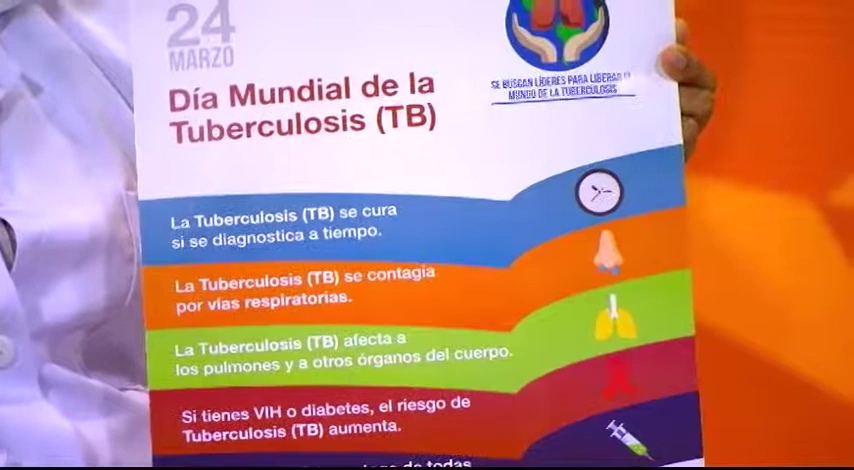 24
MARZO
Día Mundial de la
Tuberculosis (TB)
SE BUSCAN LÍDERES PARA LIBERAR
MUNDO DE LA TUBERCULOSIS
La Tuberculosis (TB) se cura
si se diagnostica a tiempo.
La Tuberculosis (TB) se contagia
por vías respiratorias.
La Tuberculosis (TB) afecta a
los pulmones y a otros órganos del cuerpo.
Si tienes VIH o diabetes, el riesgo de
Tuberculosis (TB) aumenta.
de todas